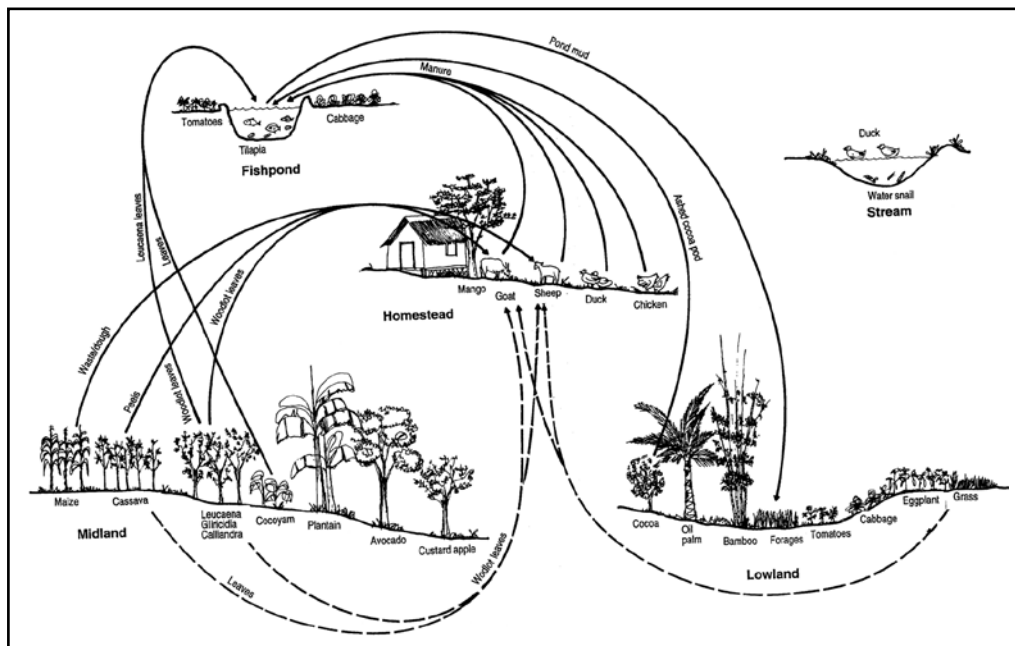 Pond mud
Manure
Tomatoes
Cabbage
Tilapia
Fishpond
Duck
Water snail
Stream
Leucaena leaves
Leaves
Woodlot leaves
Ashed cocoa pod
Mango
Goat
Sheep
Duck
Chicken
Homestead
Waste/dough
Peels
Woodlot leaves
Maize
Cassava
Leucaena
Gliricidia
Calliandra
Cocoyam
Plantain
Avocado
Custard apple
Midland
Leaves
Wodlot leaves
Cocoa
Oil
palm
Bamboo
Forages
Tomatoes
Cabbage
Eggplant
Grass
Lowland